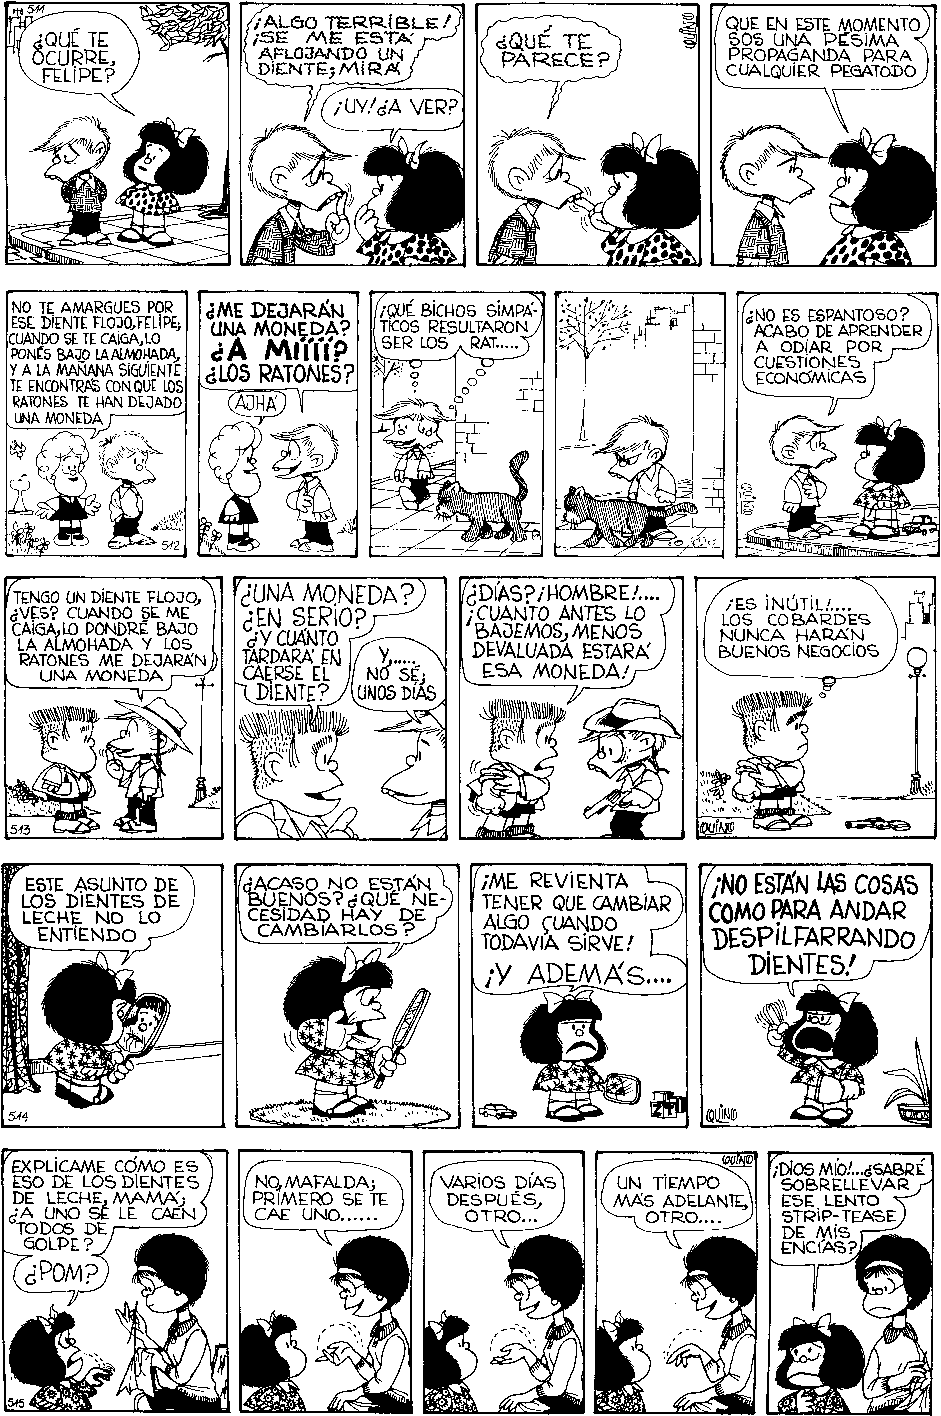 511
¿QUÉ TE
OCURRE,
FELIPE?
¡ALGO TERRIBLE!
¡SE ME ESTÁ
AFLOJANDO UN
DIENTE; MIRÁ
¡UY! ¿A VER?
¿QUÉ TE
PARECE?
QUINO
QUE EN ESTE MOMENTO
SOS UNA PÉSIMA
PROPAGANDA PARA
CUALQUIER PEGATODO
NO TE AMARGUES POR
ESE DIENTE FLOJO, FELIPE;
CUANDO SE TE CAIGA, LO
PONÉS BAJO LA ALMOHADA,
Y A LA MAÑANA SIGUIENTE
TE ENCONTRÁS CON QUE LOS
RATONES TE HAN DEJADO
UNA MONEDA
512
¿ME DEJARÁN
UNA MONEDA?
¿A MÍÍÍÍ?
¿LOS RATONES?
AJHÁ
¡QUÉ BICHOS SIMPÁ-
TICOS RESULTARON
SER LOS RAT.....
¿NO ES ESPANTOSO?
ACABO DE APRENDER
A ODIAR POR
CUESTIONES
ECONÓMICAS
QUINO
TENGO UN DIENTE FLOJO,
¿VES? CUANDO SE ME
CAIGA, LO PONDRÉ BAJO
LA ALMOHADA Y LOS
RATONES ME DEJARÁN
UNA MONEDA
513
¿UNA MONEDA?
¿EN SERIO?
¿Y CUÁNTO
TARDARÁ EN
CAERSE EL
DIENTE?
Y,.....
NO SÉ,
UNOS DÍAS
¿DÍAS? ¡HOMBRE!....
¡CUANTO ANTES LO
BAJEMOS, MENOS
DEVALUADA ESTARÁ
ESA MONEDA!
¡ES INÚTIL!....
LOS COBARDES
NUNCA HARÁN
BUENOS NEGOCIOS
QUINO
ESTE ASUNTO DE
LOS DIENTES DE
LECHE NO LO
ENTIENDO
514
¿ACASO NO ESTÁN
BUENOS? ¿QUÉ NE-
CESIDAD HAY DE
CAMBIARLOS?
¡ME REVIENTA
TENER QUE CAMBIAR
ALGO CUANDO
TODAVÍA SIRVE!
¡Y ADEMÁS....
¡NO ESTÁN LAS COSAS
COMO PARA ANDAR
DESPILFARRANDO
DIENTES!
QUINO
EXPLICAME CÓMO ES
ESO DE LOS DIENTES
DE LECHE, MAMÁ;
¿A UNO SE LE CAEN
TODOS DE
GOLPE?
¿POM?
515
NO, MAFALDA;
PRIMERO SE TE
CAE UNO......
VARIOS DÍAS
DESPUÉS,
OTRO...
QUINO
UN TIEMPO
MÁS ADELANTE,
OTRO....
¡DIOS MÍO!...¿SABRÉ
SOBRELLEVAR
ESE LENTO
STRIP-TEASE
DE MIS
ENCÍAS?